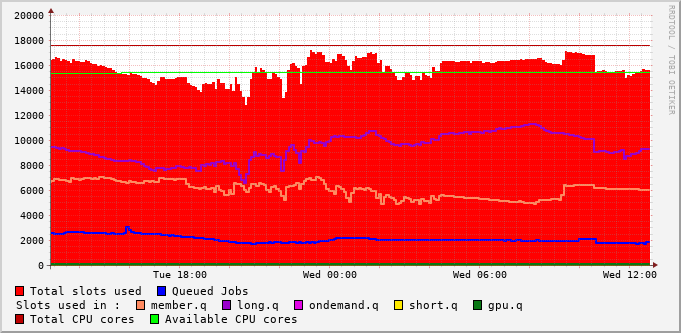 20000
18000
16000
14000
12000
10000
8000
6000
4000
2000
0
Tue 18:00 Wed 00:00 Wed 06:00 Wed 12:00
RRDTOOL / TOBI OETIKER
Total slots used Queued Jobs
Slots used in : member.q long.q ondemand.q short.q gpu.q
Total CPU cores Available CPU cores